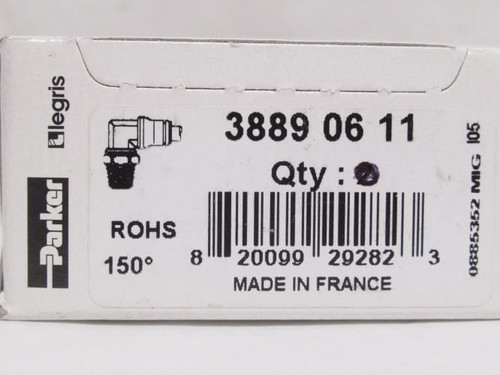 Parker
legris
3889 06 11
Qty :
ROHS
150°
8 20099 29282 3
MADE IN FRANCE
0885352 MIG I05